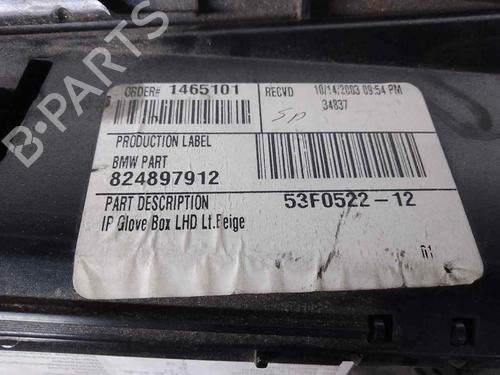 ORDER# 1465101
RECVD 10/14/2003 09:54 PM
34837
PRODUCTION LABEL
BMW PART
824897912
PART DESCRIPTION 53F0522-12
IP Glove Box LHD Lt.Beige
B-PARTS